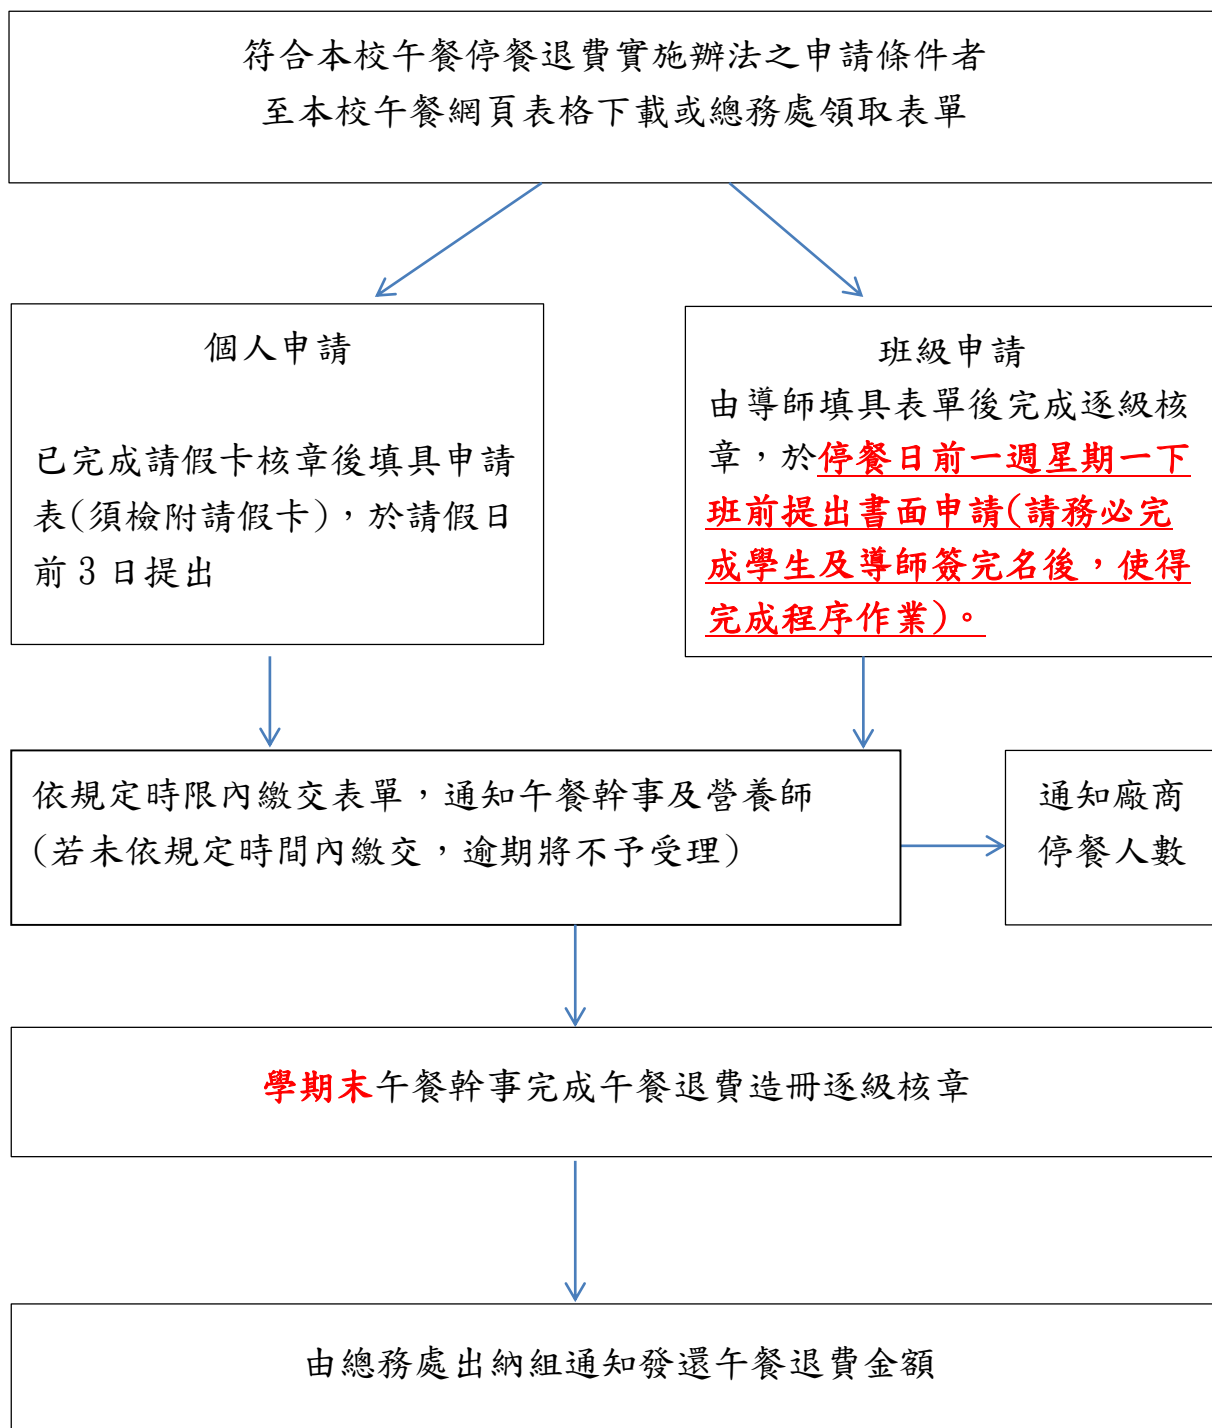 符合本校午餐停餐退費實施辦法之申請條件者
至本校午餐網頁表格下載或總務處領取表單
個人申請
已完成請假卡核章後填具申請
表(須檢附請假卡)，於請假日
前3日提出
班級申請
由導師填具表單後完成逐級核
章，於停餐日前一週星期一下
班前提出書面申請(請務必完
成學生及導師簽完名後，使得
完成程序作業)。
依規定時限內繳交表單，通知午餐幹事及營養師
(若未依規定時間內繳交，逾期將不予受理)
通知廠商
停餐人數
學期末午餐幹事完成午餐退費造冊逐級核章
由總務處出納組通知發還午餐退費金額